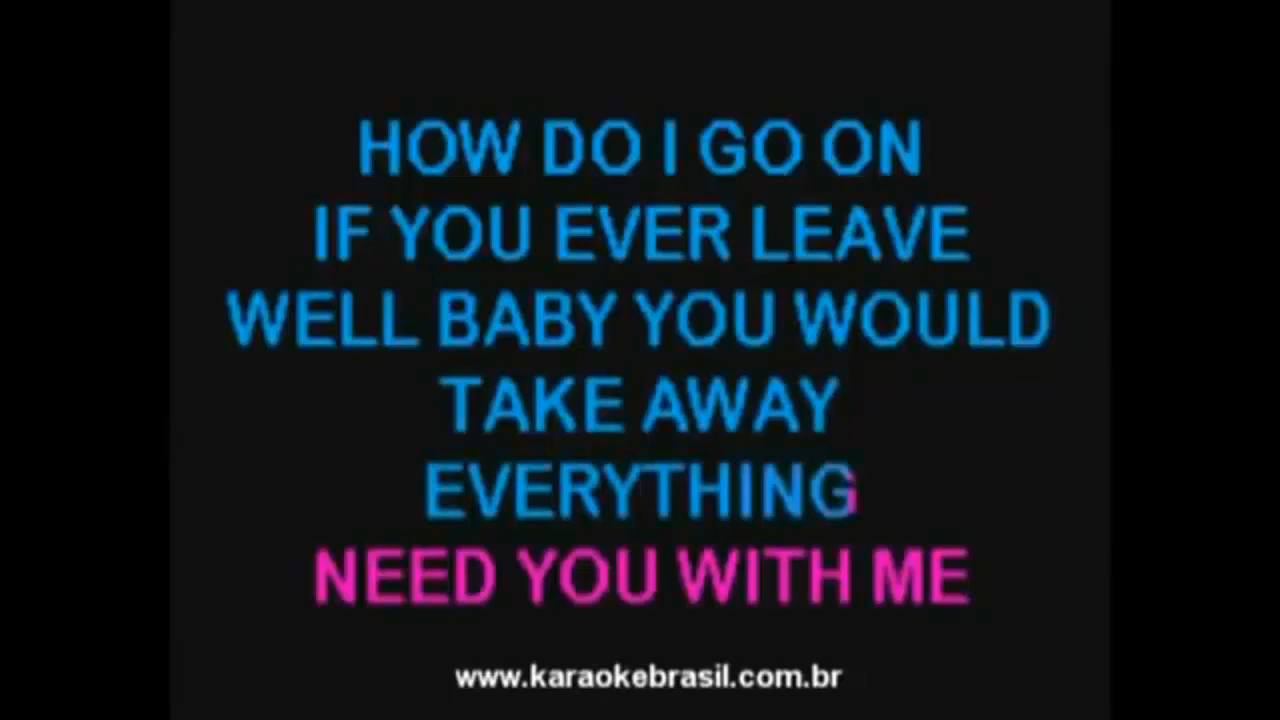 HOW DO I GO ON
IF YOU EVER LEAVE
WELL BABY YOU WOULD
TAKE AWAY
EVERYTHING
NEED YOU WITH ME
www.karaokebrasil.com.br